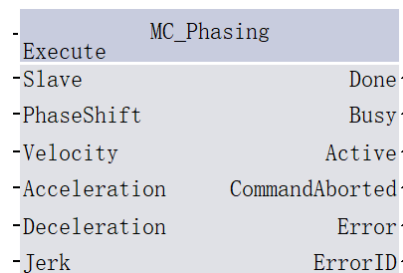 MC_Phasing
Execute
Slave Done
PhaseShift Busy
Velocity Active
Acceleration CommandAborted
Deceleration Error
Jerk ErrorID